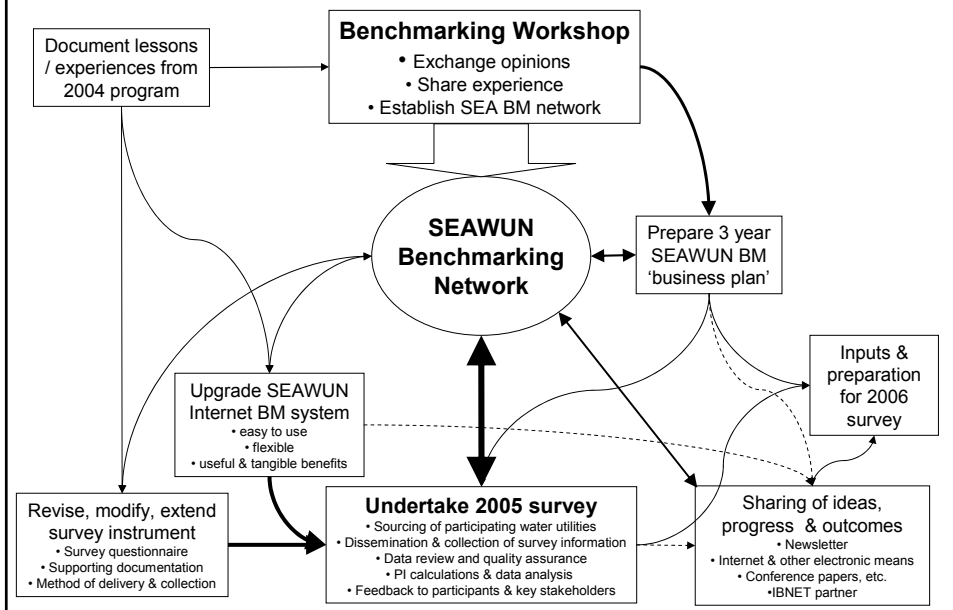 Document lessons
/ experiences from
2004 program
Benchmarking Workshop
• Exchange opinions
• Share experience
• Establish SEA BM network
SEAWUN
Benchmarking
Network
Prepare 3 year
SEAWUN BM
‘business plan’
Inputs &
preparation
for 2006
survey
Upgrade SEAWUN
Internet BM system
• easy to use
• flexible
• useful & tangible benefits
Revise, modify, extend
survey instrument
• Survey questionnaire
• Supporting documentation
• Method of delivery & collection
Undertake 2005 survey
• Sourcing of participating water utilities
• Dissemination & collection of survey information
• Data review and quality assurance
• PI calculations & data analysis
• Feedback to participants & key stakeholders
Sharing of ideas,
progress & outcomes
• Newsletter
• Internet & other electronic means
• Conference papers, etc.
•IBNET partner